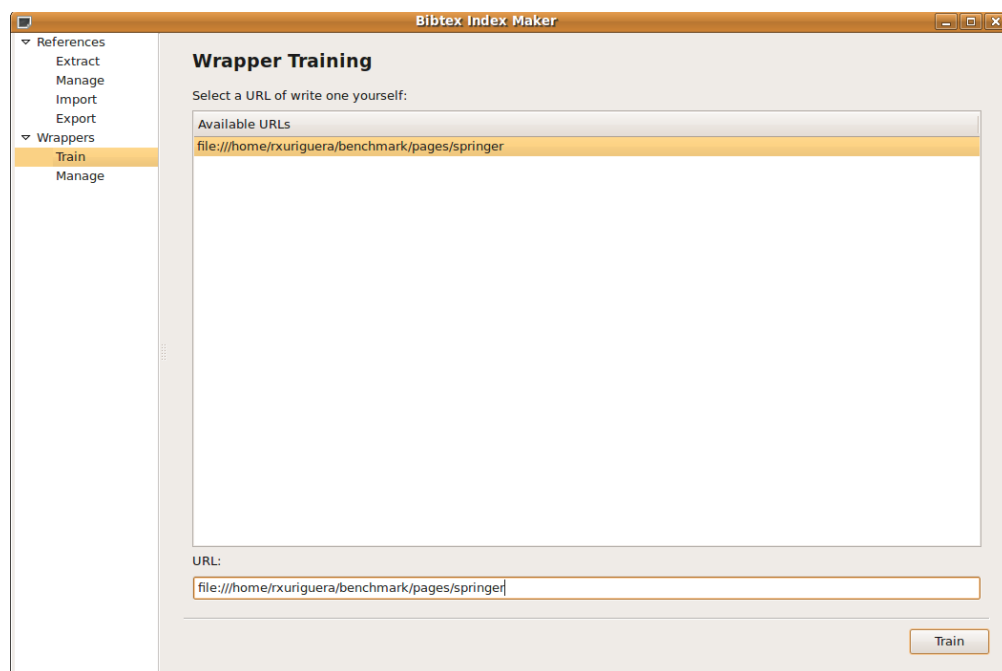 Bibtex Index Maker
References
Extract
Manage
Import
Export
Wrappers
Train
Manage
Wrapper Training
Select a URL of write one yourself:
Available URLs
file:///home/rxuriguera/benchmark/pages/springer
URL:
file:///home/rxuriguera/benchmark/pages/springer
Train